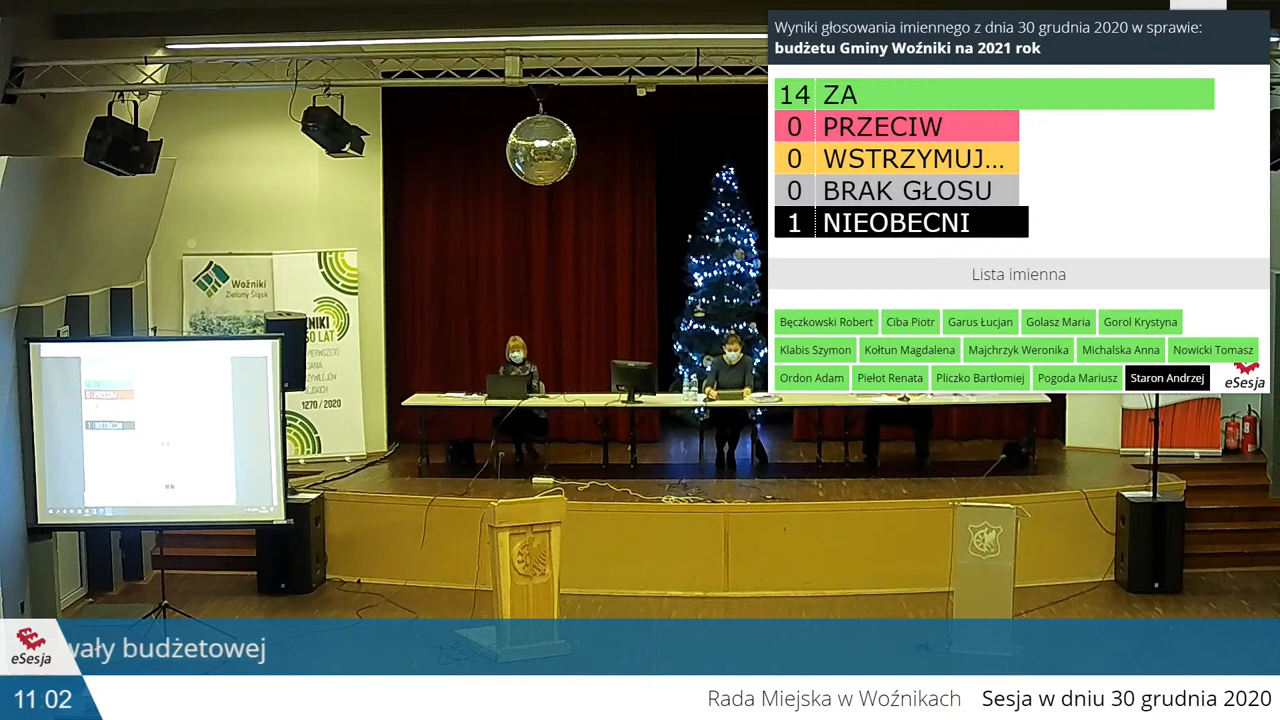 Wyniki głosowania imiennego z dnia 30 grudnia 2020 w sprawie:
budżetu Gminy Woźniki na 2021 rok
14 ZA
0 PRZECIW
0 WSTRZYMUJ...
0 BRAK GŁOSU
1 NIEOBECNI
Lista imienna
Bęczkowski Robert Ciba Piotr Garus Łucjan Golasz Maria Gorol Krystyna
Klabis Szymon Kołtun Magdalena Majchrzyk Weronika Michalska Anna Nowicki Tomasz
Ordon Adam Piełot Renata Pliczko Bartłomiej Pogoda Mariusz Staron Andrzej
eSesja
Woźniki
Zielony Śląsk
NIKI
50 LAT
1270 / 2020
eSesja
wały budżetowej
11.02
Rada Miejska w Woźnikach Sesja w dniu 30 grudnia 2020